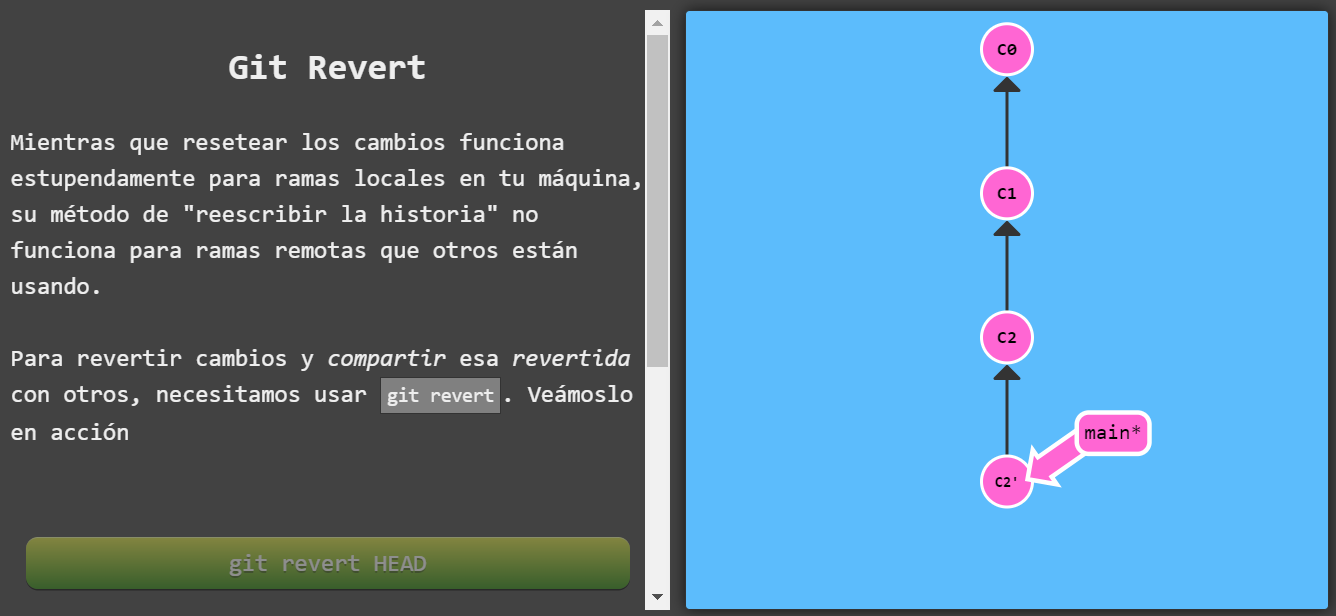 Git Revert
Mientras que resetear los cambios funciona
estupendamente para ramas locales en tu máquina,
su método de "reescribir la historia" no
funciona para ramas remotas que otros están
usando.
Para revertir cambios y compartir esa revertida
con otros, necesitamos usar git revert. Veámoslo
en acción
git revert HEAD
C0
C1
C2
main*
C2'